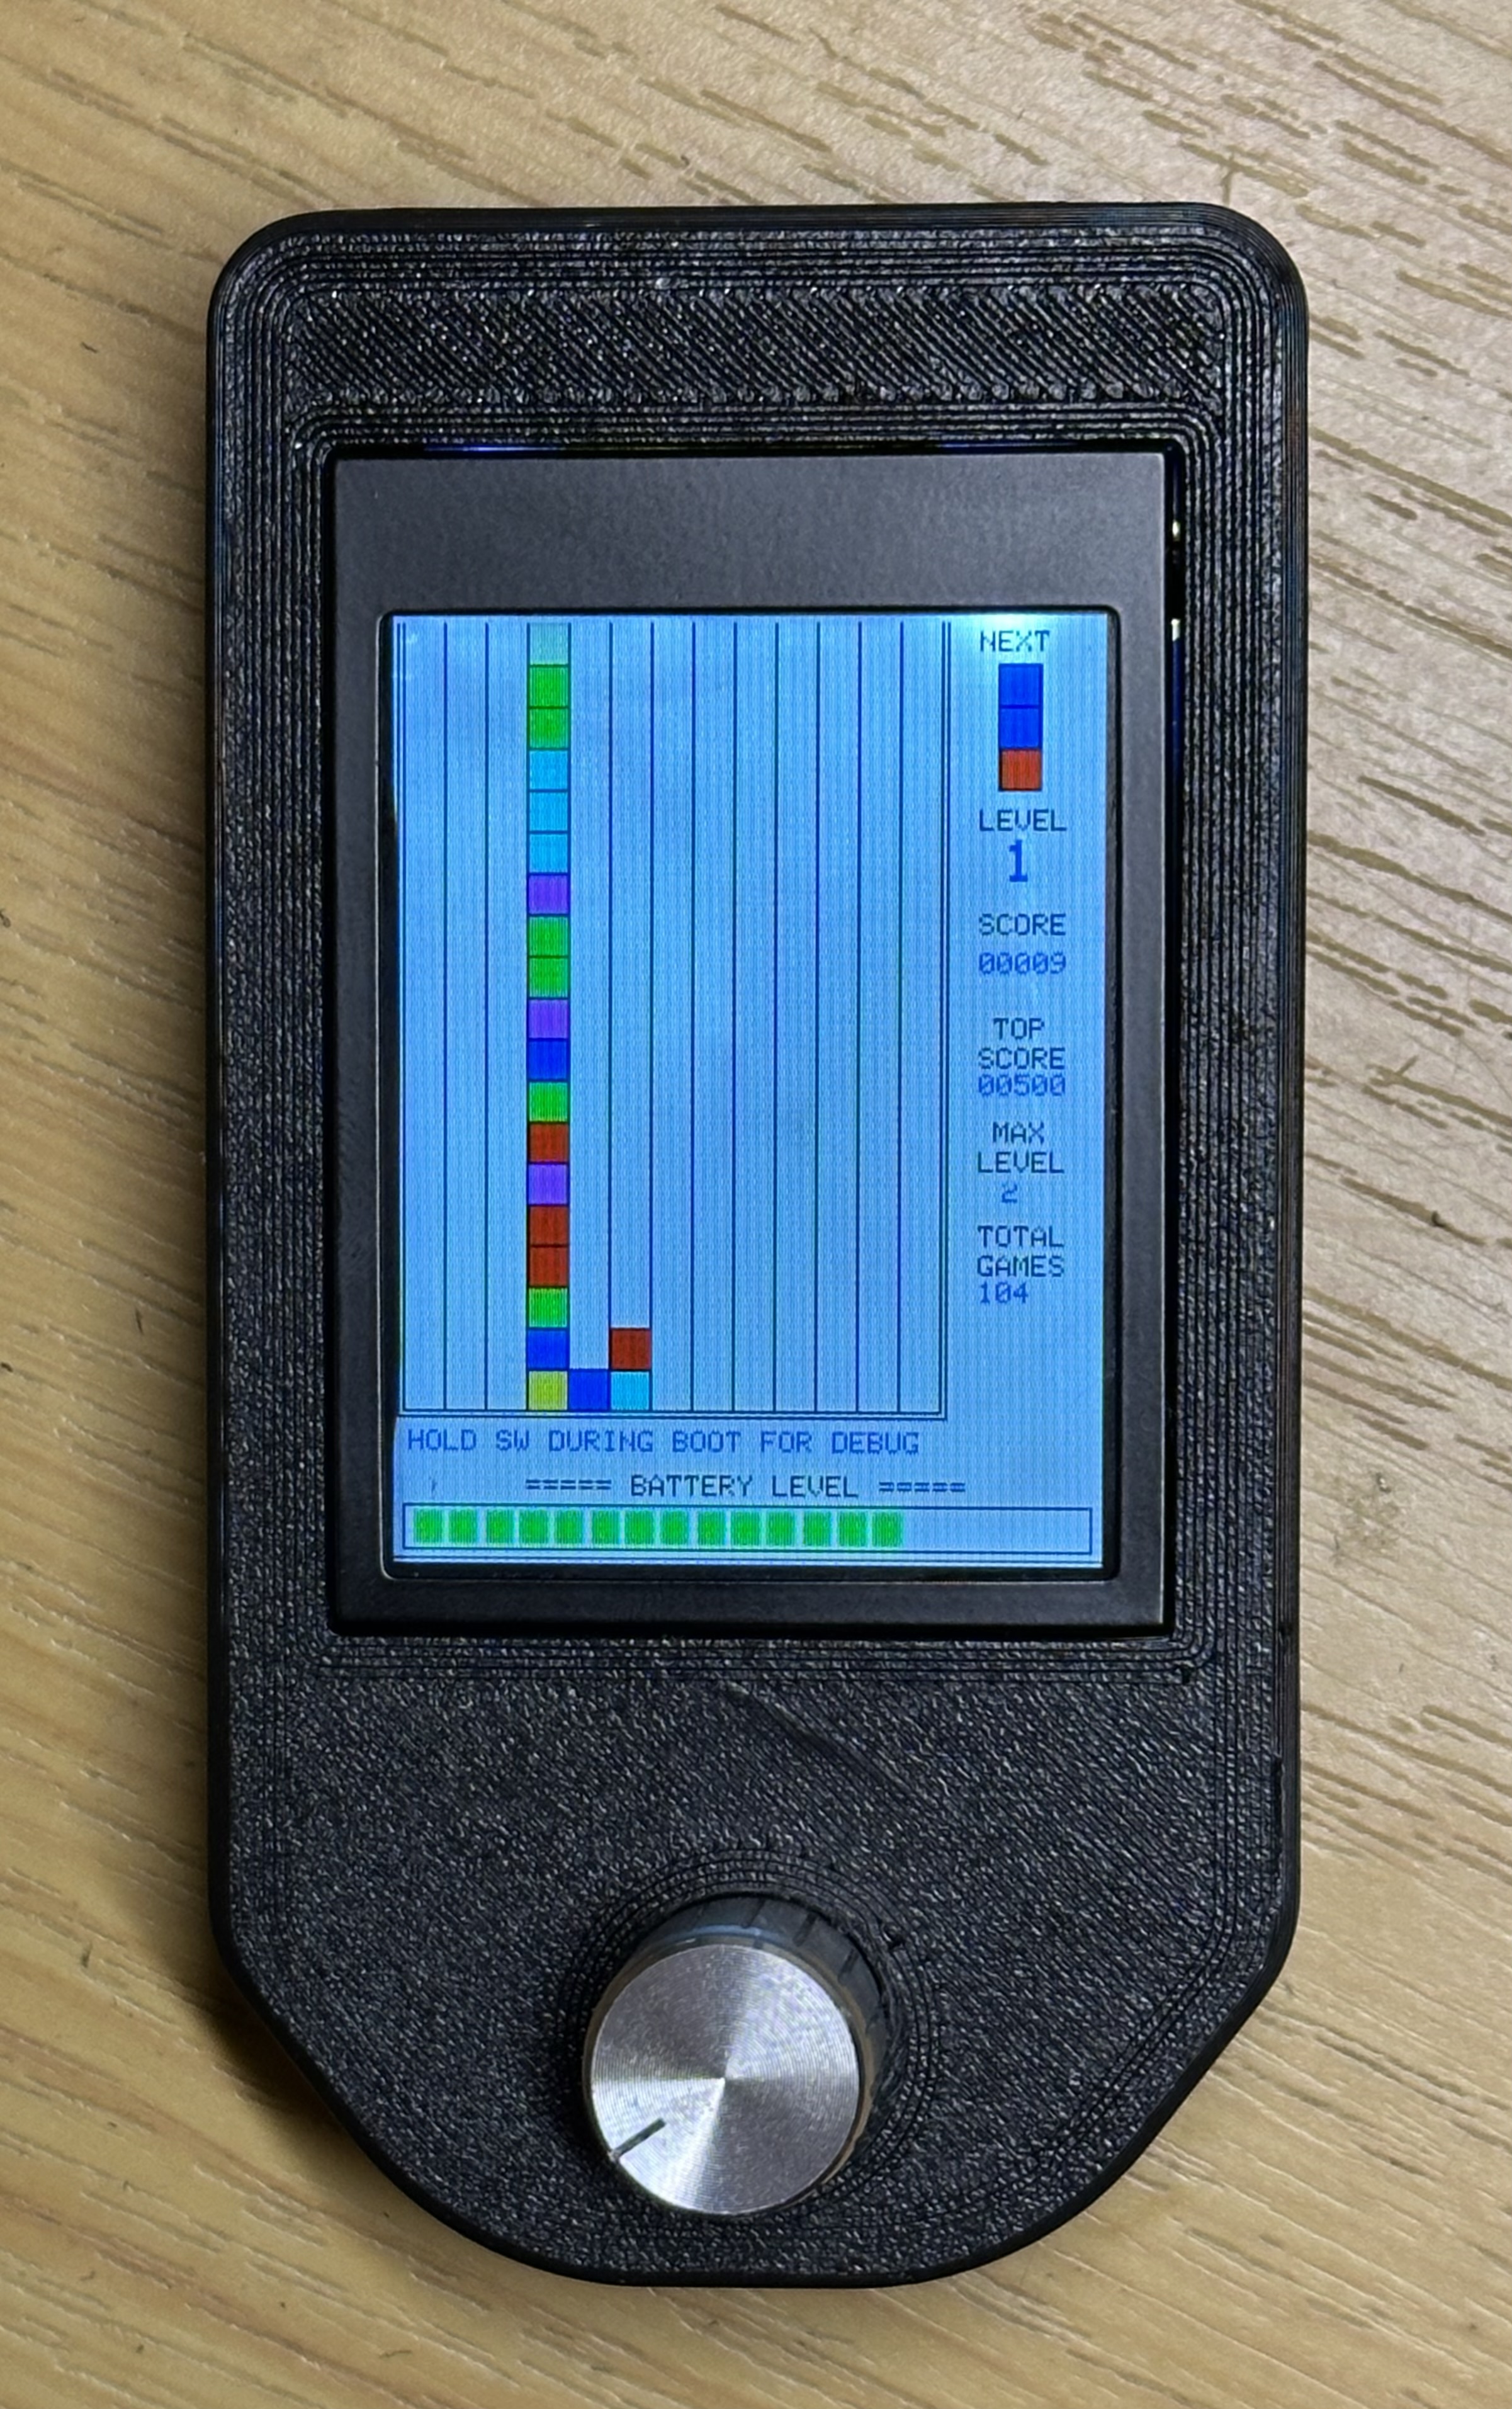 NEXT
LEVEL
1
SCORE
00009
TOP
SCORE
00500
MAX
LEVEL
2
TOTAL
GAMES
104
HOLD SW DURING BOOT FOR DEBUG
===== BATTERY LEVEL =====